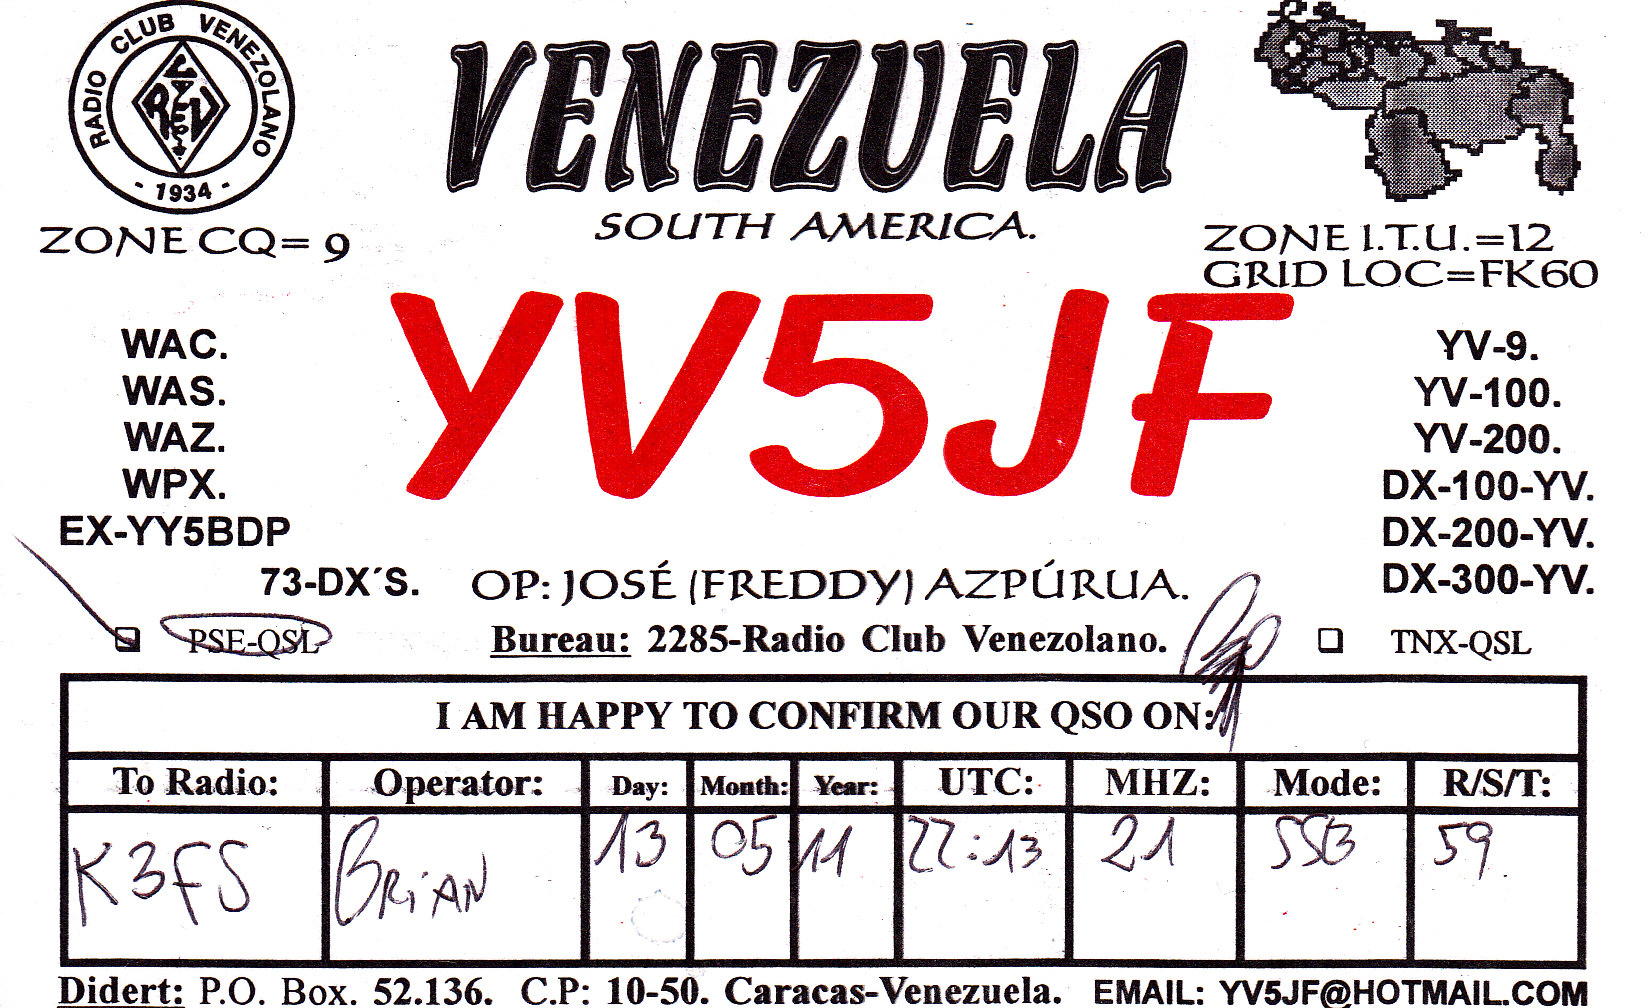 RADIO CLUB VENEZOLANO
R C V
- 1934 -
VENEZUELA
SOUTH AMERICA.
ZONE CQ= 9
ZONE I.T.U.=12
GRID LOC=FK60
YV5JF
WAC.
WAS.
WAZ.
WPX.
EX-YY5BDP
YV-9.
YV-100.
YV-200.
DX-100-YV.
DX-200-YV.
DX-300-YV.
73-DX´S. OP: JOSÉ (FREDDY) AZPÚRUA.
PSE-QSL Bureau: 2285-Radio Club Venezolano. TNX-QSL
I AM HAPPY TO CONFIRM OUR QSO ON:
To Radio: Operator: Day: Month: Year: UTC: MHZ: Mode: R/S/T:
K3FS BRiAN 13 05 11 22:13 21 SSB 59
Didert: P.O. Box. 52.136. C.P: 10-50. Caracas-Venezuela. EMAIL: YV5JF@HOTMAIL.COM